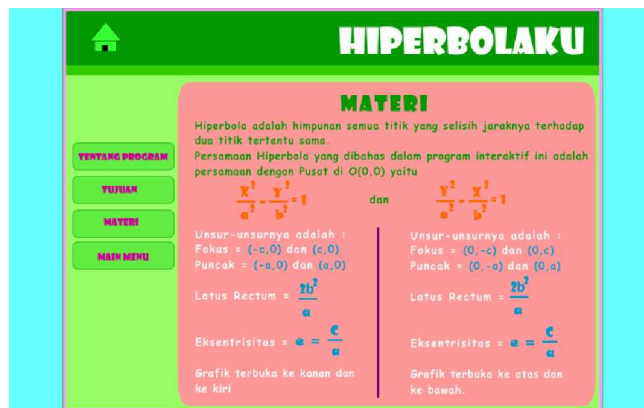 HIPERBOLAKU
TENTANG PROGRAM
TUJUAN
MATERI
MAIN MENU
MATERI
Hiperbola adalah himpunan semua titik yang selisih jaraknya terhadap
dua titik tertentu sama.
Persamaan Hiperbola yang dibahas dalam program interaktif ini adalah
persamaan dengan Pusat di O(0,0) yaitu
X²/a² - Y²/b² = 1 dan Y²/a² - X²/b² = 1
Unsur-unsurnya adalah :
Fokus = (-c,0) dan (c,0)
Puncak = (-a,0) dan (a,0)
Latus Rectum = 2b²/a
Eksentrisitas = e = c/a
Grafik terbuka ke kanan dan
ke kiri
Unsur-unsurnya adalah :
Fokus = (0,-c) dan (0,c)
Puncak = (0,-a) dan (0,a)
Latus Rectum = 2b²/a
Eksentrisitas = e = c/a
Grafik terbuka ke atas dan
ke bawah.